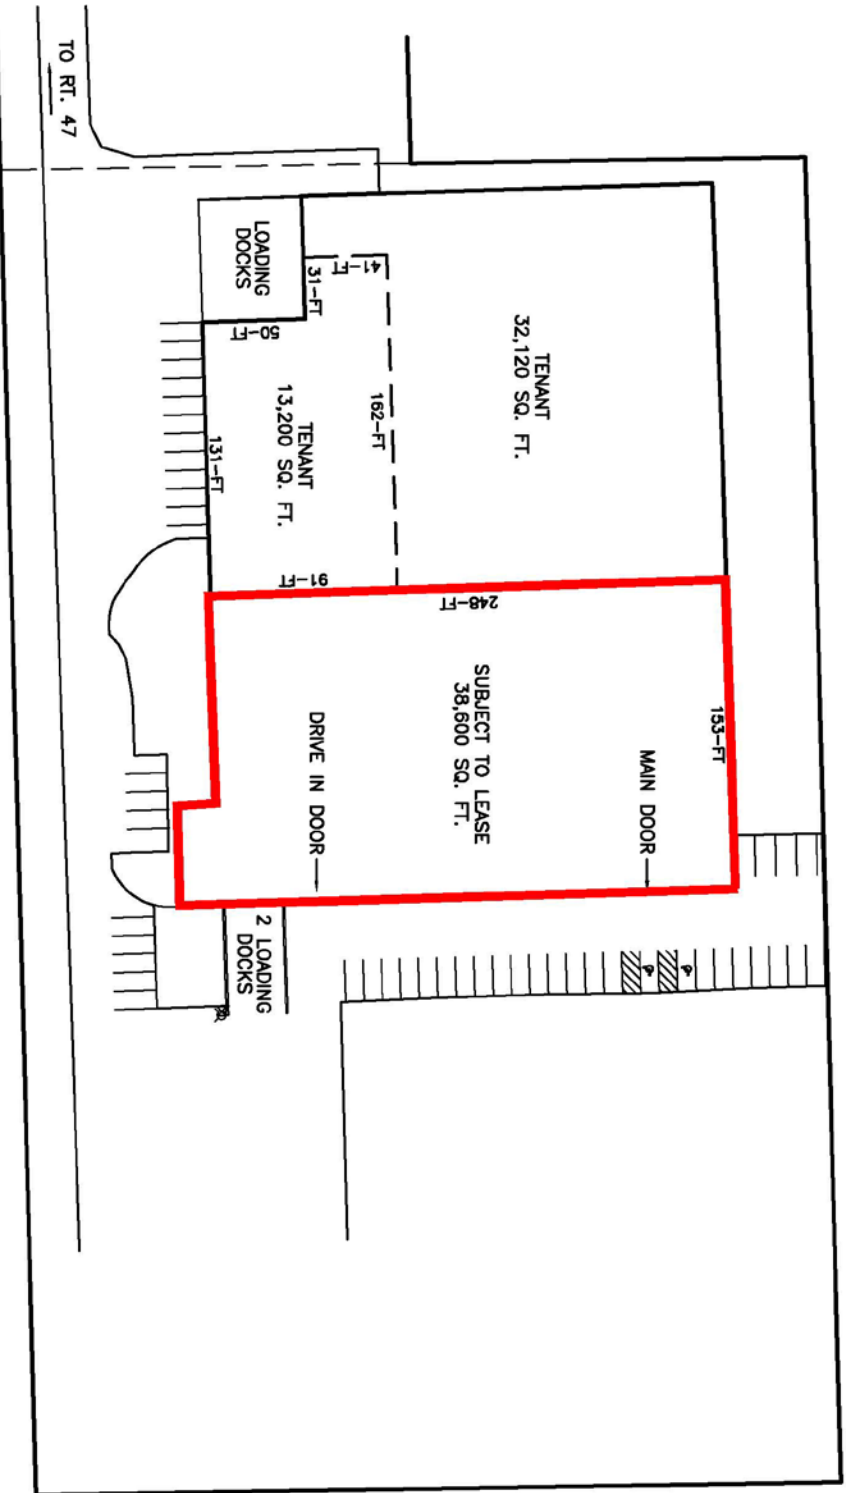 TO RT. 47
LOADING
DOCKS
41-FT
31-FT
50-FT
TENANT
32,120 SQ. FT.
162-FT
TENANT
13,200 SQ. FT.
131-FT
91-FT
248-FT
153-FT
SUBJECT TO LEASE
38,600 SQ. FT.
DRIVE IN DOOR
MAIN DOOR
2 LOADING
DOCKS